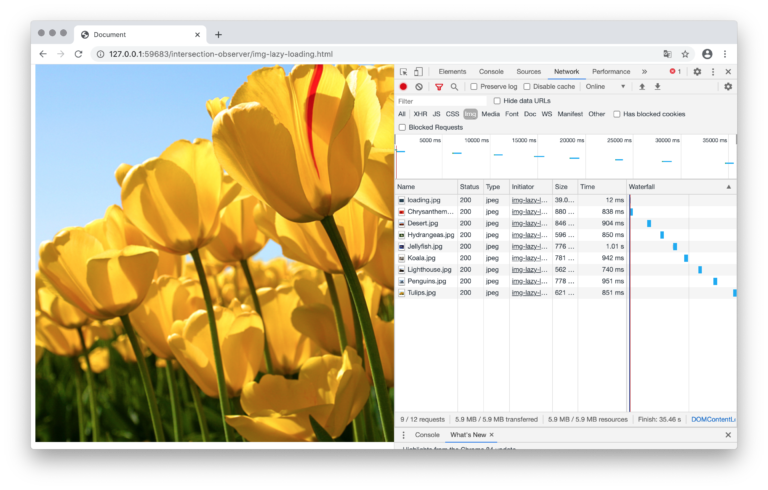 Document
127.0.0.1:59683/intersection-observer/img-lazy-loading.html
Elements Console Sources Network Performance » 1
Preserve log Disable cache Online
Filter Hide data URLs
All XHR JS CSS Img Media Font Doc WS Manifest Other Has blocked cookies
Blocked Requests
5000 ms 10000 ms 15000 ms 20000 ms 25000 ms 30000 ms 35000 ms
Name Status Type Initiator Size Time Waterfall
loading.jpg 200 jpeg img-lazy-l... 39.0... 12 ms
Chrysanthem... 200 jpeg img-lazy-l... 880 ... 838 ms
Desert.jpg 200 jpeg img-lazy-l... 846 ... 904 ms
Hydrangeas.jpg 200 jpeg img-lazy-l... 596 ... 850 ms
Jellyfish.jpg 200 jpeg img-lazy-l... 776 ... 1.01 s
Koala.jpg 200 jpeg img-lazy-l... 781 ... 942 ms
Lighthouse.jpg 200 jpeg img-lazy-l... 562 ... 740 ms
Penguins.jpg 200 jpeg img-lazy-l... 778 ... 951 ms
Tulips.jpg 200 jpeg img-lazy-l... 621 ... 851 ms
9 / 12 requests 5.9 MB / 5.9 MB transferred 5.9 MB / 5.9 MB resources Finish: 35.46 s DOMContentL
Console What's New